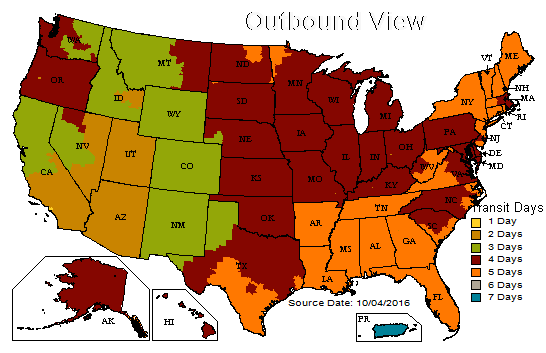 Outbound View
WA
OR
CA
ID
NV
MT
WY
UT
CO
AZ
NM
ND
SD
NE
KS
OK
TX
MN
IA
MO
AR
LA
WI
IL
MI
IN
OH
KY
TN
MS
AL
GA
FL
SC
NC
VA
WV
PA
NY
VT
ME
NH
MA
RI
CT
NJ
DE
MD
AK
HI
PR
Transit Days
1 Day
2 Days
3 Days
4 Days
5 Days
6 Days
7 Days
Source Date: 10/04/2016